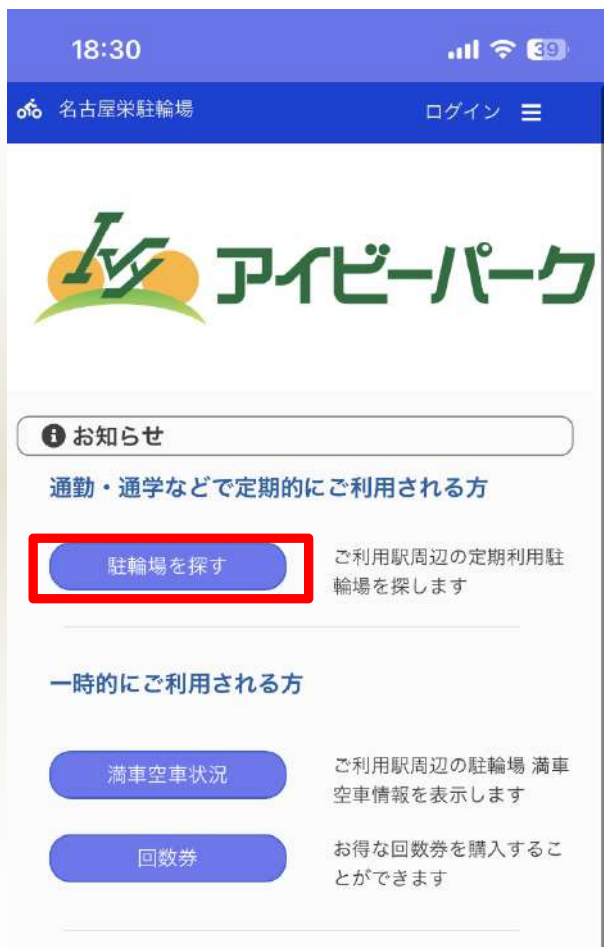 18:30
39
名古屋栄駐輪場
ログイン
IVY アイビーパーク
お知らせ
通勤・通学などで定期的にご利用される方
駐輪場を探す
ご利用駅周辺の定期利用駐
輪場を探します
一時的にご利用される方
満車空車状況
ご利用駅周辺の駐輪場 満車
空車情報を表示します
回数券
お得な回数券を購入するこ
とができます